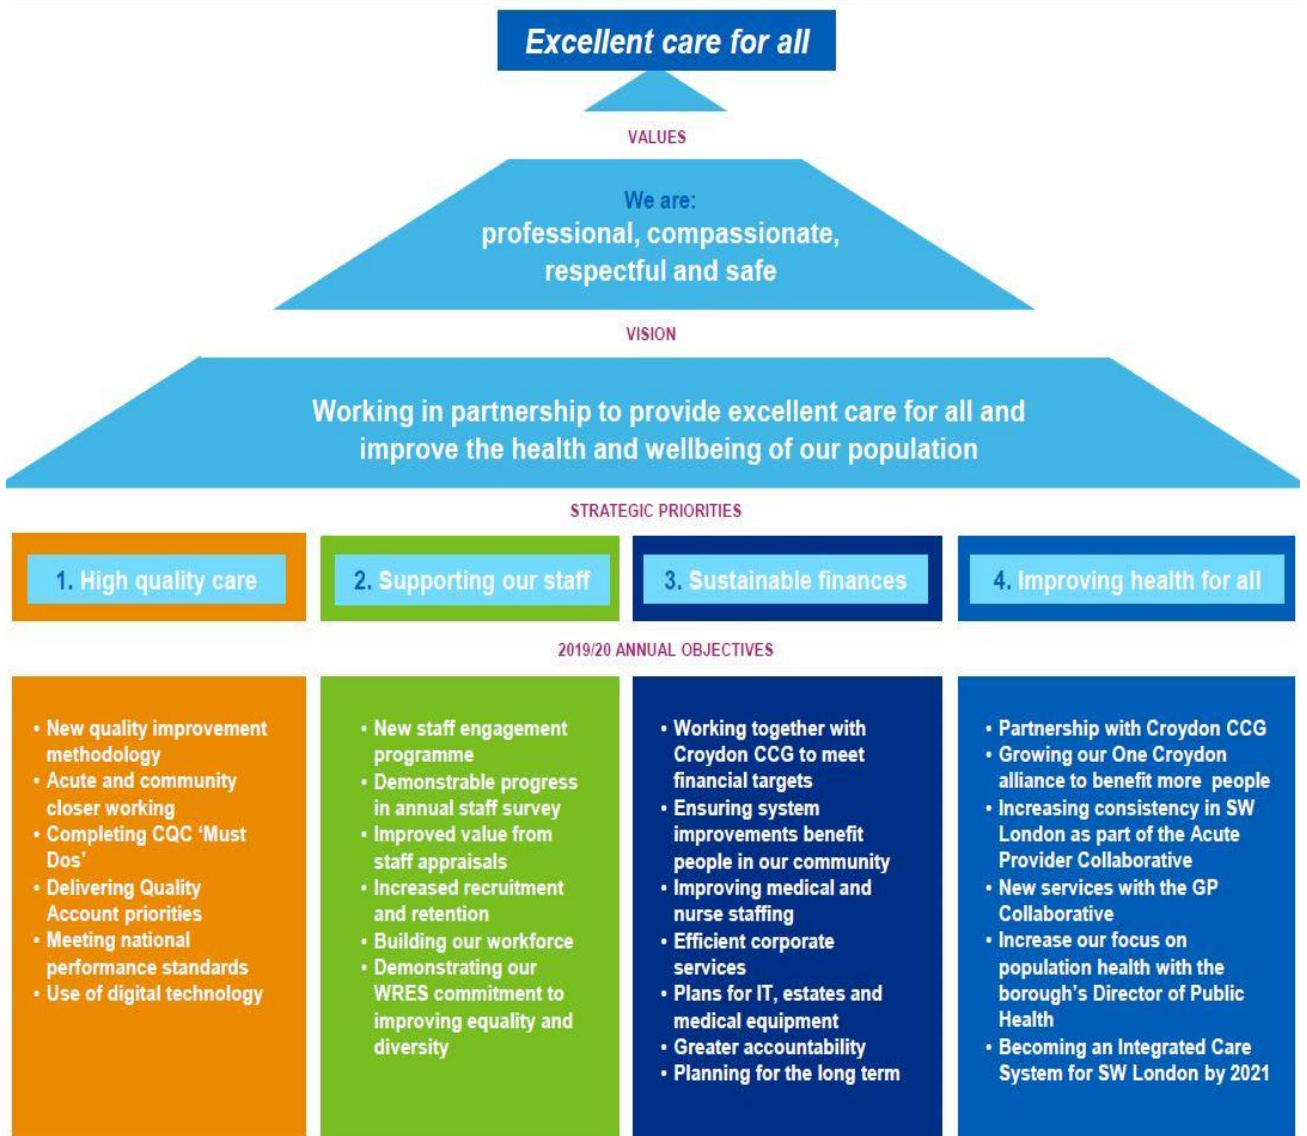 Excellent care for all
VALUES
We are:
professional, compassionate,
respectful and safe
VISION
Working in partnership to provide excellent care for all and
improve the health and wellbeing of our population
STRATEGIC PRIORITIES
1. High quality care
2. Supporting our staff
3. Sustainable finances
4. Improving health for all
2019/20 ANNUAL OBJECTIVES
• New quality improvement
methodology
• Acute and community
closer working
• Completing CQC ‘Must
Dos’
• Delivering Quality
Account priorities
• Meeting national
performance standards
• Use of digital technology
• New staff engagement
programme
• Demonstrable progress
in annual staff survey
• Improved value from
staff appraisals
• Increased recruitment
and retention
• Building our workforce
• Demonstrating our
WRES commitment to
improving equality and
diversity
• Working together with
Croydon CCG to meet
financial targets
• Ensuring system
improvements benefit
people in our community
• Improving medical and
nurse staffing
• Efficient corporate
services
• Plans for IT, estates and
medical equipment
• Greater accountability
• Planning for the long term
• Partnership with Croydon CCG
• Growing our One Croydon
alliance to benefit more people
• Increasing consistency in SW
London as part of the Acute
Provider Collaborative
• New services with the GP
Collaborative
• Increase our focus on
population health with the
borough’s Director of Public
Health
• Becoming an Integrated Care
System for SW London by 2021